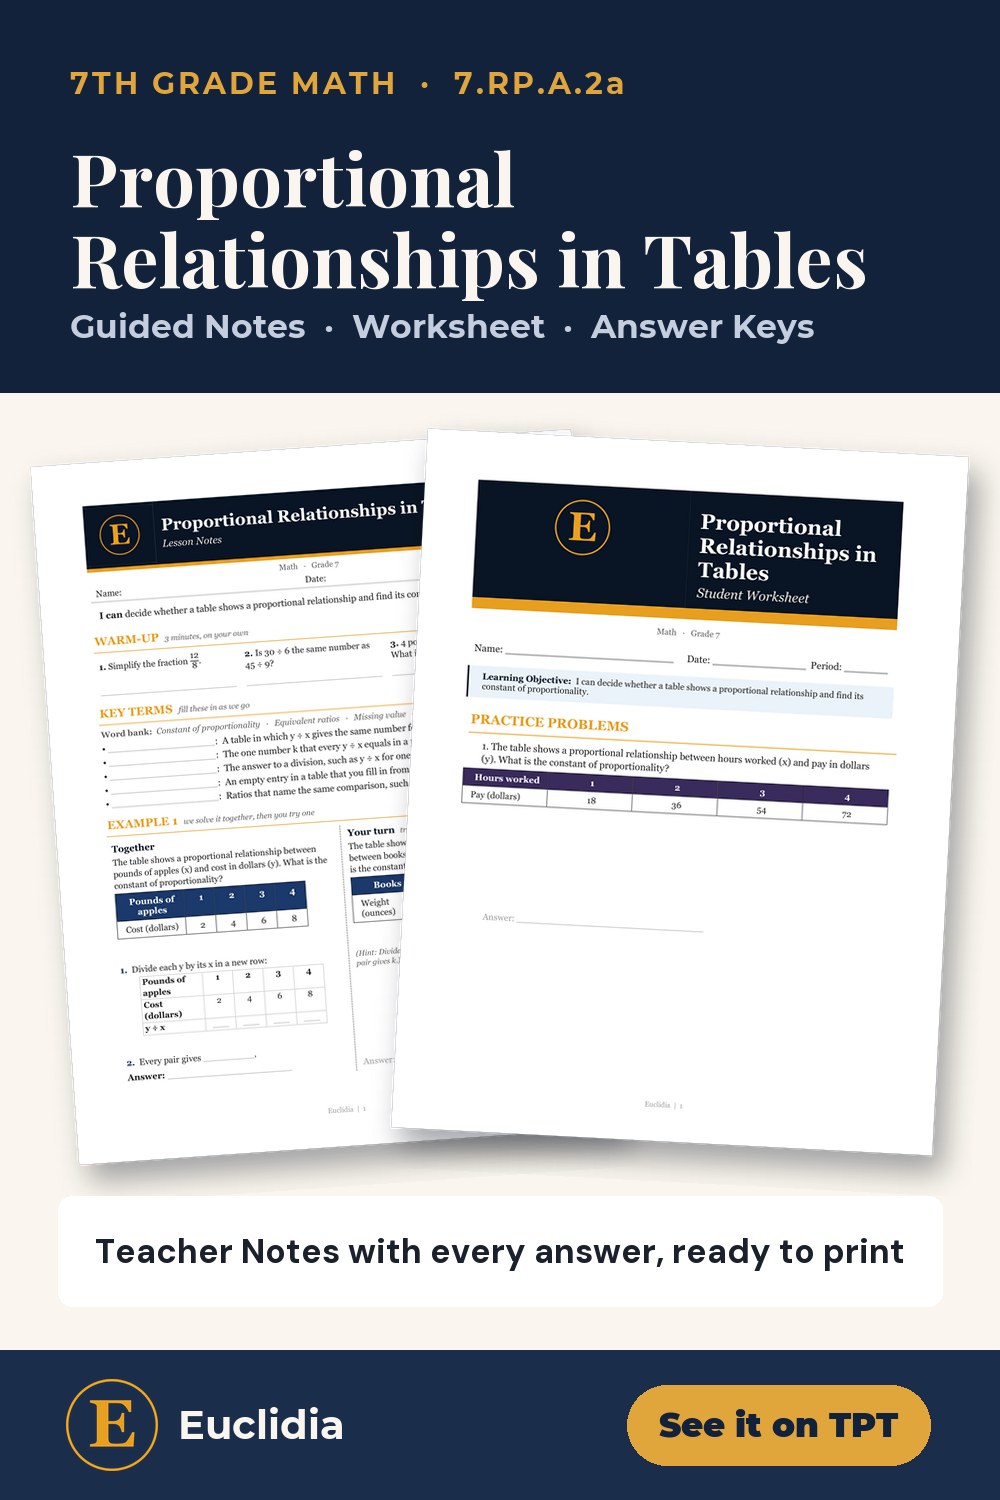 7TH GRADE MATH · 7.RP.A.2a
Proportional
Relationships in Tables
Guided Notes · Worksheet · Answer Keys
E
Proportional Relationships in
Lesson Notes
Math · Grade 7
Name:
Date:
I can decide whether a table shows a proportional relationship and find its
WARM-UP 3 minutes, on your own
1. Simplify the fraction 12/8.
2. Is 30 ÷ 6 the same number as
45 ÷ 9?
3. 4
What
KEY TERMS fill these in as we go
Word bank: Constant of proportionality · Equivalent ratios · Missing value
• : A table in which y ÷ x gives the same number
• : The one number k that every y ÷ x equals in a
• : The answer to a division, such as y ÷ x for one
• : An empty entry in a table that you fill in from
• : Ratios that name the same comparison, such
EXAMPLE 1 we solve it together, then you try one
Together
The table shows a proportional relationship between
pounds of apples (x) and cost in dollars (y). What is the
constant of proportionality?
Pounds of apples 1 2 3 4
Cost (dollars) 2 4 6 8
1. Divide each y by its x in a new row:
Pounds of apples 1 2 3 4
Cost (dollars) 2 4 6 8
y ÷ x
2. Every pair gives .
Answer:
Your turn
The table
between books
is the constant
Books
Weight
(ounces)
(Hint: Divide
pair gives k.)
Answer:
Euclidia | 1
E
Proportional
Relationships in
Tables
Student Worksheet
Math · Grade 7
Name: Date: Period:
Learning Objective: I can decide whether a table shows a proportional relationship and find its
constant of proportionality.
PRACTICE PROBLEMS
1. The table shows a proportional relationship between hours worked (x) and pay in dollars
(y). What is the constant of proportionality?
Hours worked 1 2 3 4
Pay (dollars) 18 36 54 72
Answer:
Euclidia | 1
Teacher Notes with every answer, ready to print
E
Euclidia
See it on TPT